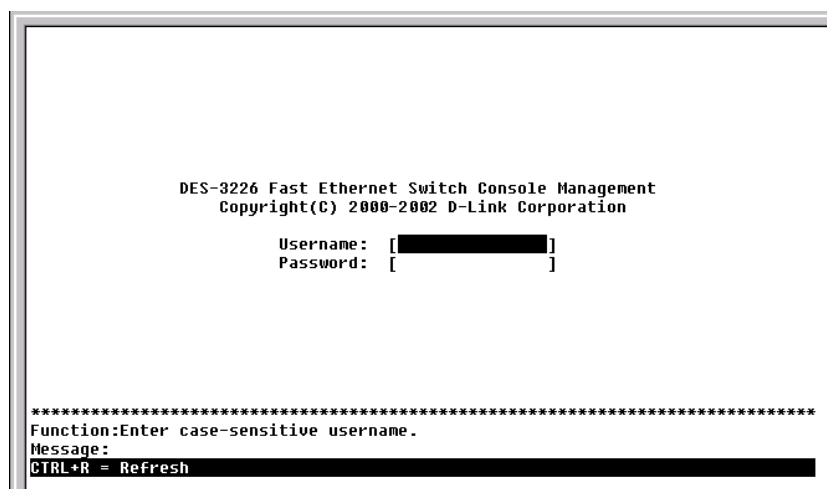 DES-3226 Fast Ethernet Switch Console Management
Copyright(C) 2000-2002 D-Link Corporation
Username: [ ]
Password: [ ]
*******************************************************************************
Function:Enter case-sensitive username.
Message:
CTRL+R = Refresh